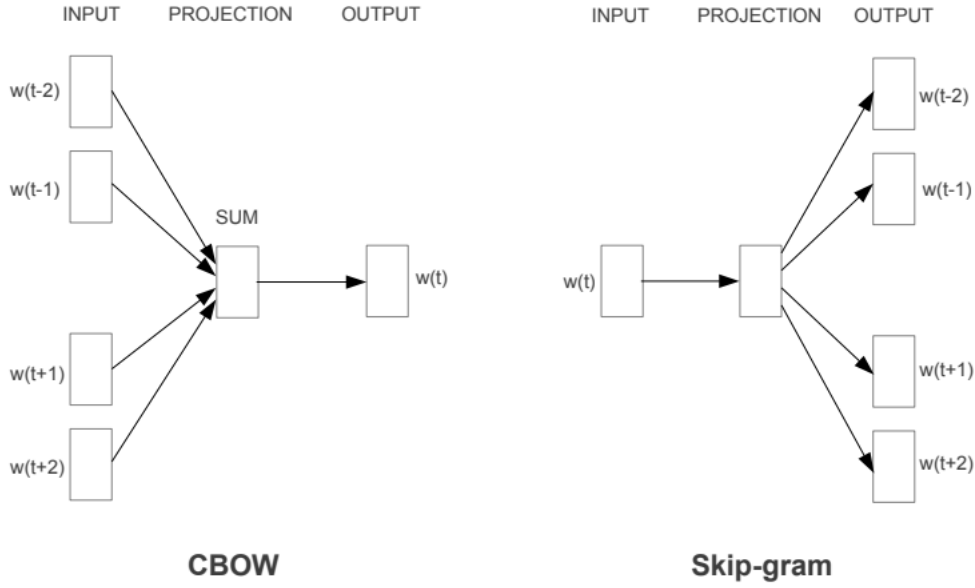 INPUT PROJECTION OUTPUT
w(t-2)
w(t-1)
SUM
w(t)
w(t+1)
w(t+2)
CBOW
INPUT PROJECTION OUTPUT
w(t-2)
w(t-1)
w(t)
w(t+1)
w(t+2)
Skip-gram